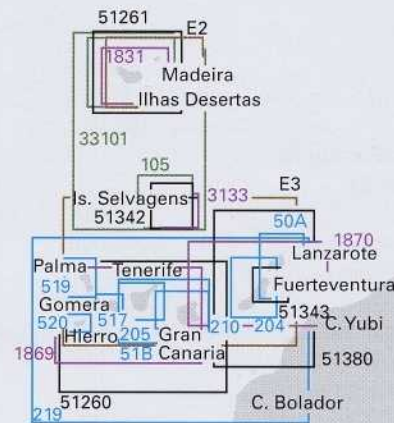 51261
E2
1831
Madeira
Ilhas Desertas
33101
105
Is. Selvagens
3133
E3
51342
50A
1870
Lanzarote
Palma
Tenerife
519
Fuerteventura
Gomera
517
51343
520
210
204
C. Yubi
Hierro
205
Gran
1869
51B
Canaria
51380
51260
C. Bolador
219